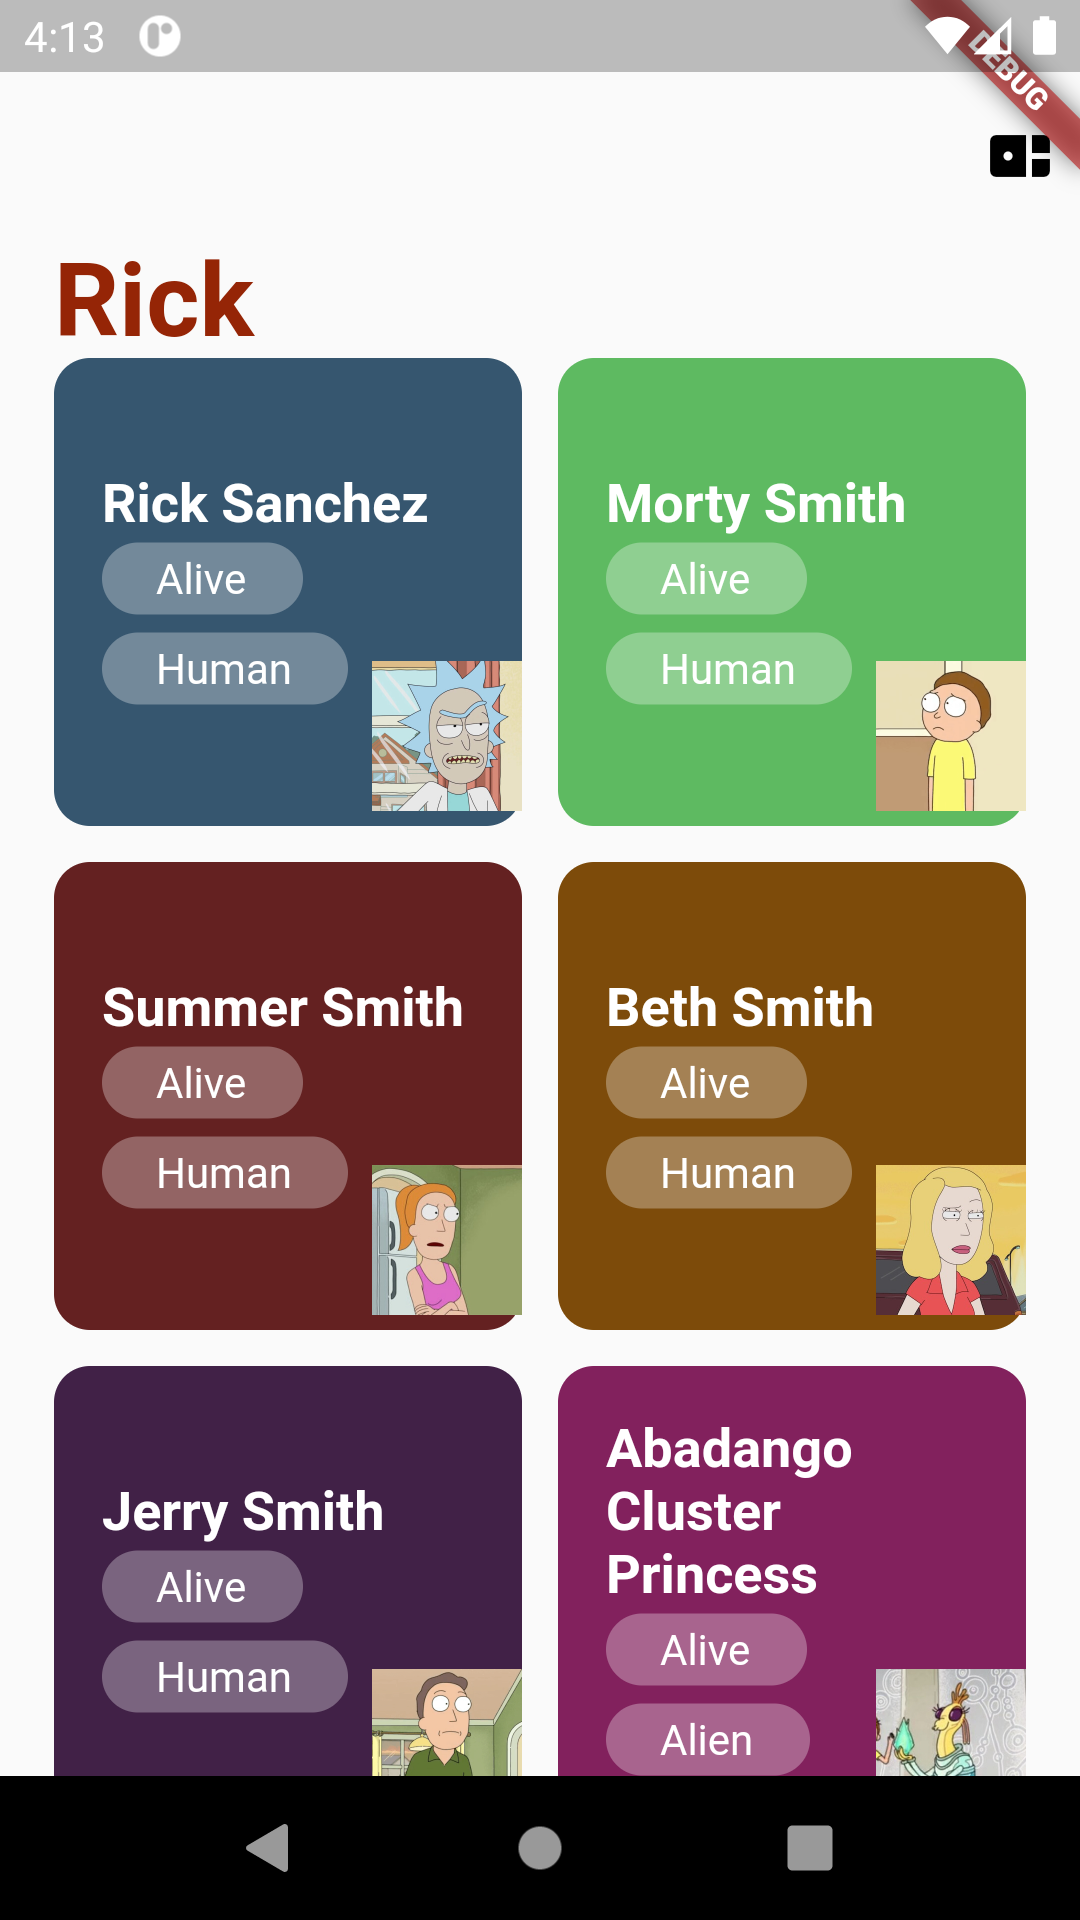 4:13
DEBUG
Rick
Rick Sanchez
Alive
Human
Morty Smith
Alive
Human
Summer Smith
Alive
Human
Beth Smith
Alive
Human
Jerry Smith
Alive
Human
Abadango
Cluster
Princess
Alive
Alien